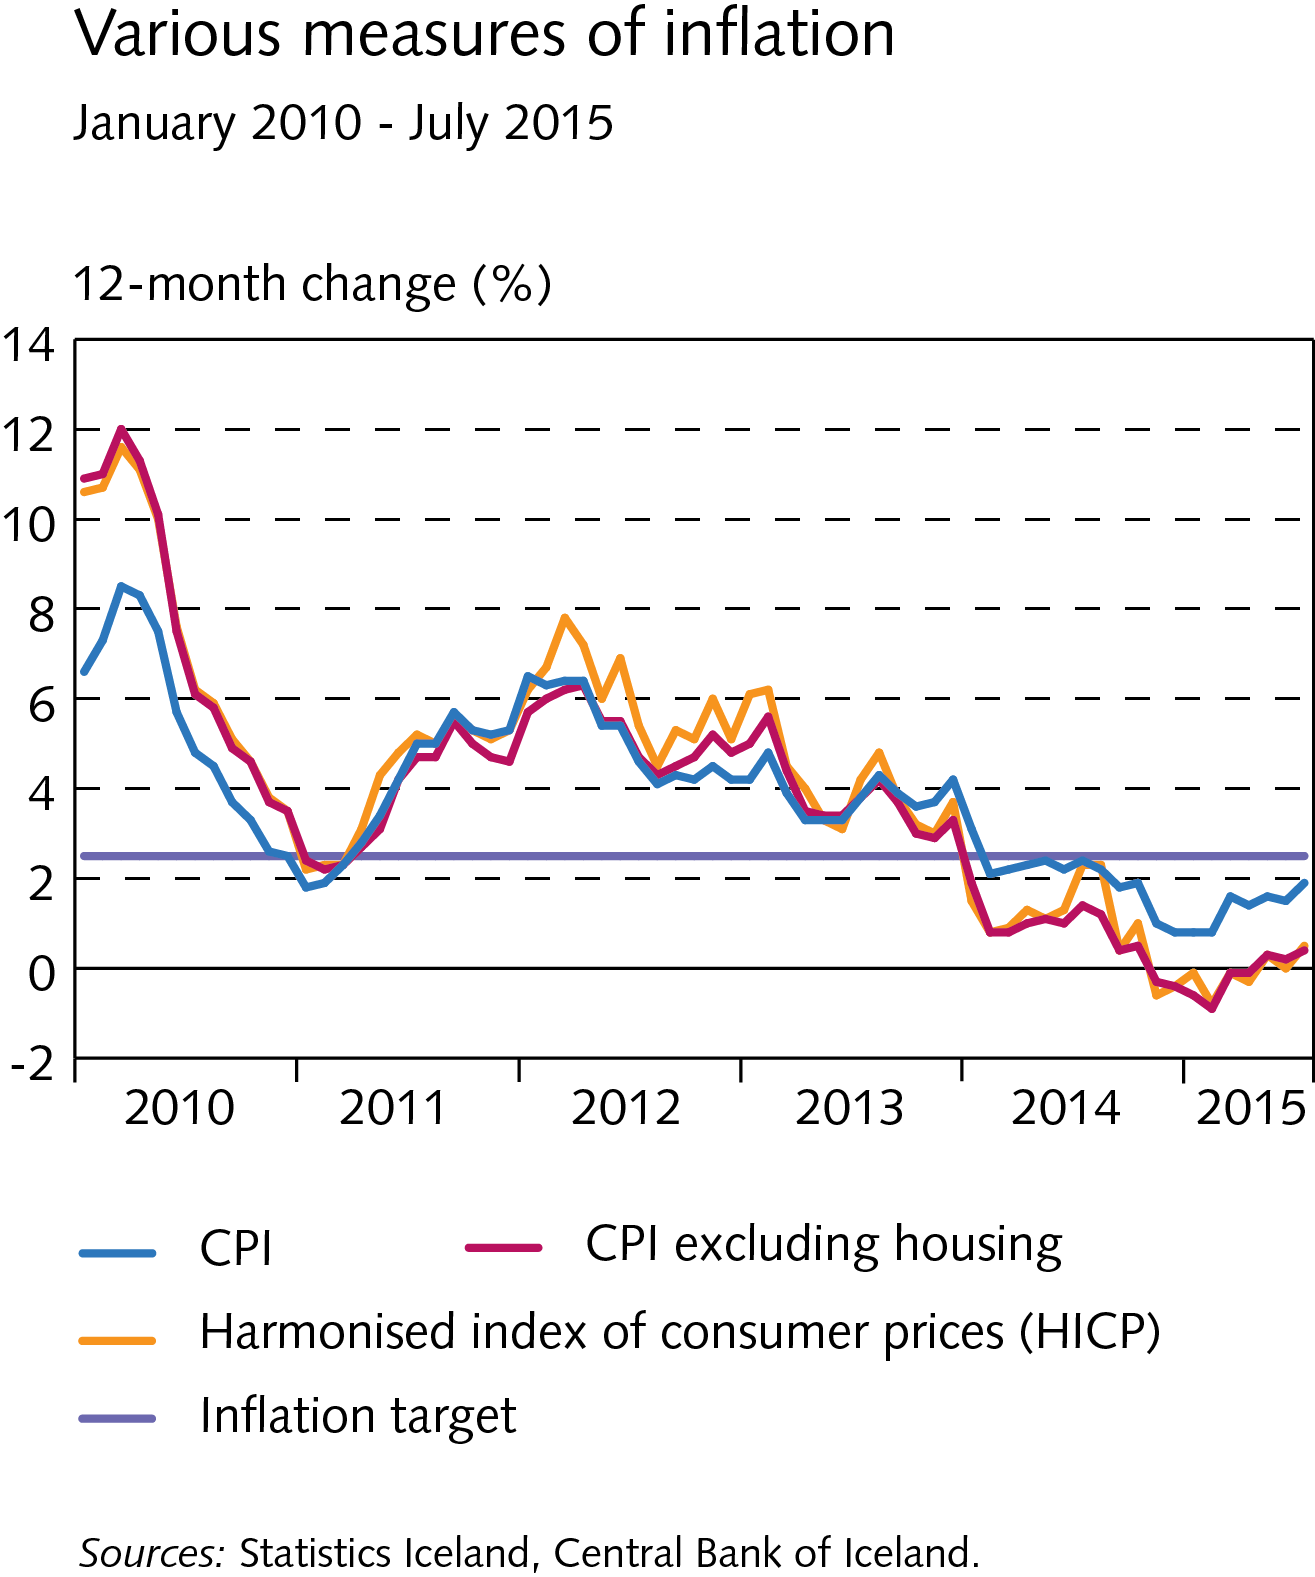 Various measures of inflation
January 2010 - July 2015
12-month change (%)
14
12
10
8
6
4
2
0
-2
2010 2011 2012 2013 2014 2015
CPI CPI excluding housing
Harmonised index of consumer prices (HICP)
Inflation target
Sources: Statistics Iceland, Central Bank of Iceland.